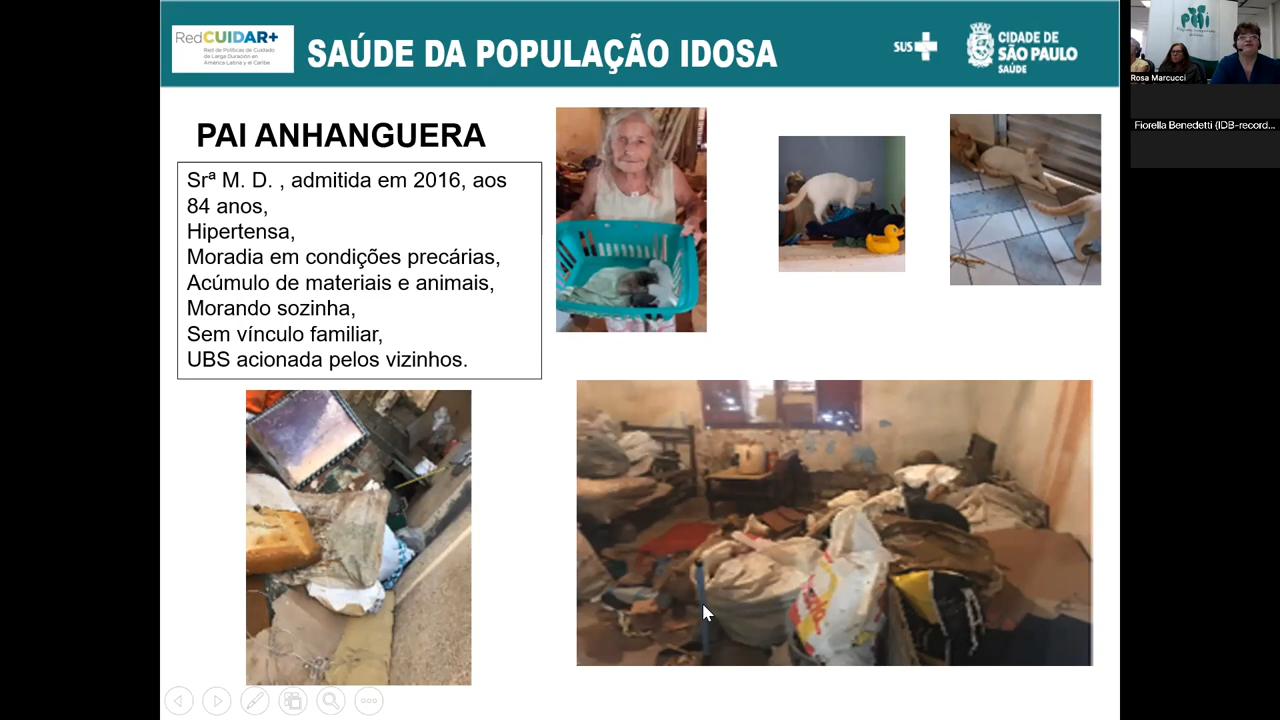 RedCUIDAR+
Red de Políticas de Cuidado
de Larga Duración en
América Latina y el Caribe
SAÚDE DA POPULAÇÃO IDOSA
SUS
CIDADE DE
SÃO PAULO
SAÚDE
PAI ANHANGUERA
Srª M. D. , admitida em 2016, aos
84 anos,
Hipertensa,
Moradia em condições precárias,
Acúmulo de materiais e animais,
Morando sozinha,
Sem vínculo familiar,
UBS acionada pelos vizinhos.
Rosa Marcucci
Fiorella Benedetti (IDB-record...